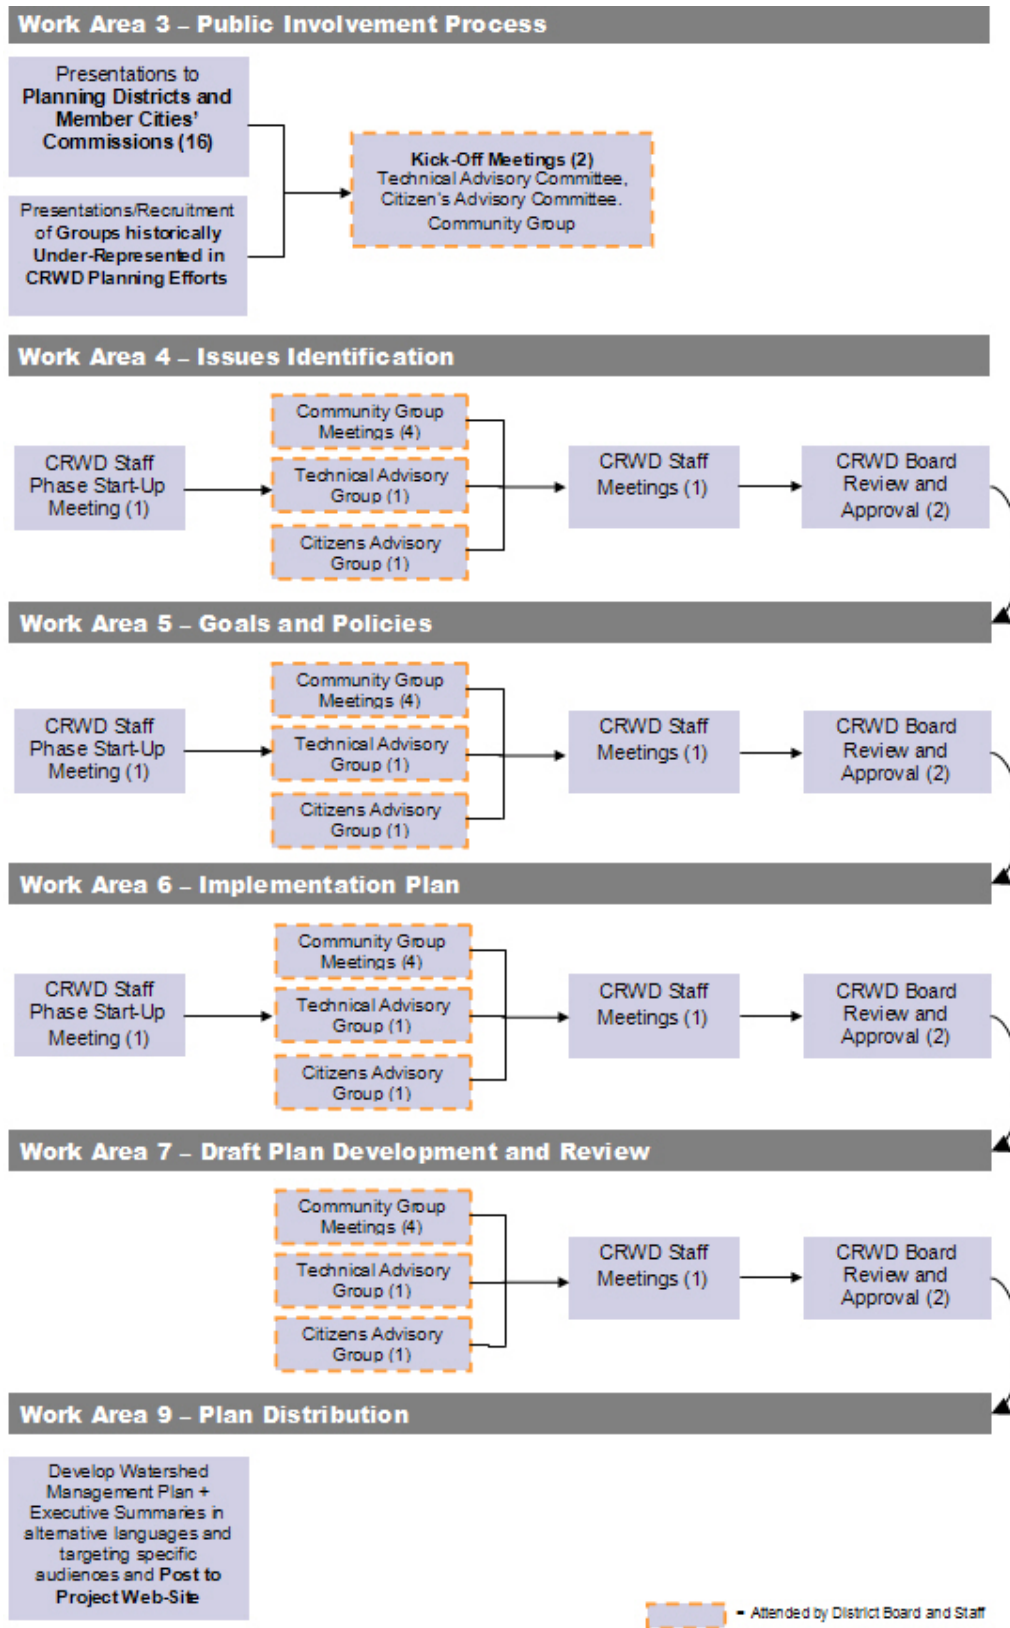 Work Area 3 – Public Involvement Process
Presentations to
Planning Districts and
Member Cities'
Commissions (16)
Presentations/Recruitment
of Groups historically
Under-Represented in
CRWD Planning Efforts
Kick-Off Meetings (2)
Technical Advisory Committee,
Citizen's Advisory Committee.
Community Group
Work Area 4 – Issues Identification
CRWD Staff
Phase Start-Up
Meeting (1)
Community Group
Meetings (4)
Technical Advisory
Group (1)
Citizens Advisory
Group (1)
CRWD Staff
Meetings (1)
CRWD Board
Review and
Approval (2)
Work Area 5 – Goals and Policies
CRWD Staff
Phase Start-Up
Meeting (1)
Community Group
Meetings (4)
Technical Advisory
Group (1)
Citizens Advisory
Group (1)
CRWD Staff
Meetings (1)
CRWD Board
Review and
Approval (2)
Work Area 6 – Implementation Plan
CRWD Staff
Phase Start-Up
Meeting (1)
Community Group
Meetings (4)
Technical Advisory
Group (1)
Citizens Advisory
Group (1)
CRWD Staff
Meetings (1)
CRWD Board
Review and
Approval (2)
Work Area 7 – Draft Plan Development and Review
Community Group
Meetings (4)
Technical Advisory
Group (1)
Citizens Advisory
Group (1)
CRWD Staff
Meetings (1)
CRWD Board
Review and
Approval (2)
Work Area 9 – Plan Distribution
Develop Watershed
Management Plan +
Executive Summaries in
alternative languages and
targeting specific
audiences and Post to
Project Web-Site
= Attended by District Board and Staff